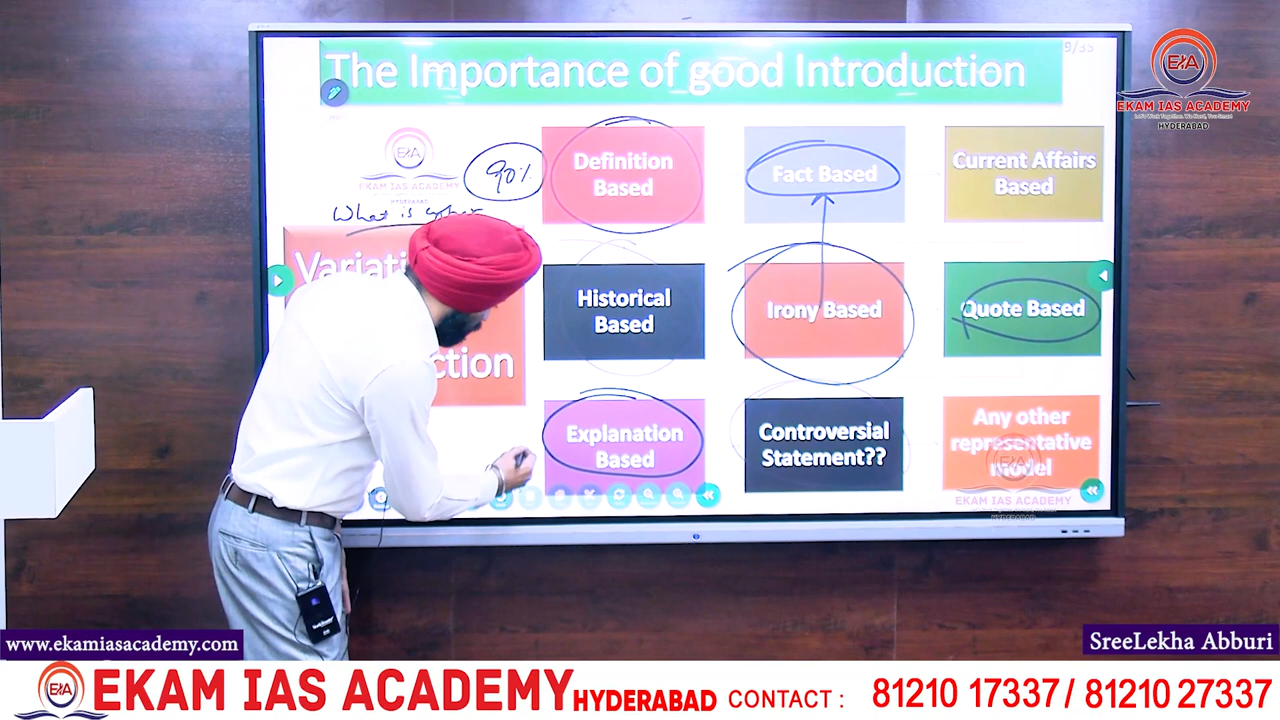 The Importance of good Introduction
9/35
EKAM IAS ACADEMY
HYDERABAD
EKAM IAS ACADEMY
HYDERABAD
90%
What is
Definition
Based
Fact Based
Current Affairs
Based
Variati
ction
Historical
Based
Irony Based
Quote Based
Explanation
Based
Controversial
Statement??
Any other
representative
model
EKAM IAS ACADEMY
HYDERABAD
www.ekamiasacademy.com
SreeLekha Abburi
EKAM IAS ACADEMY HYDERABAD CONTACT : 81210 17337 / 81210 27337